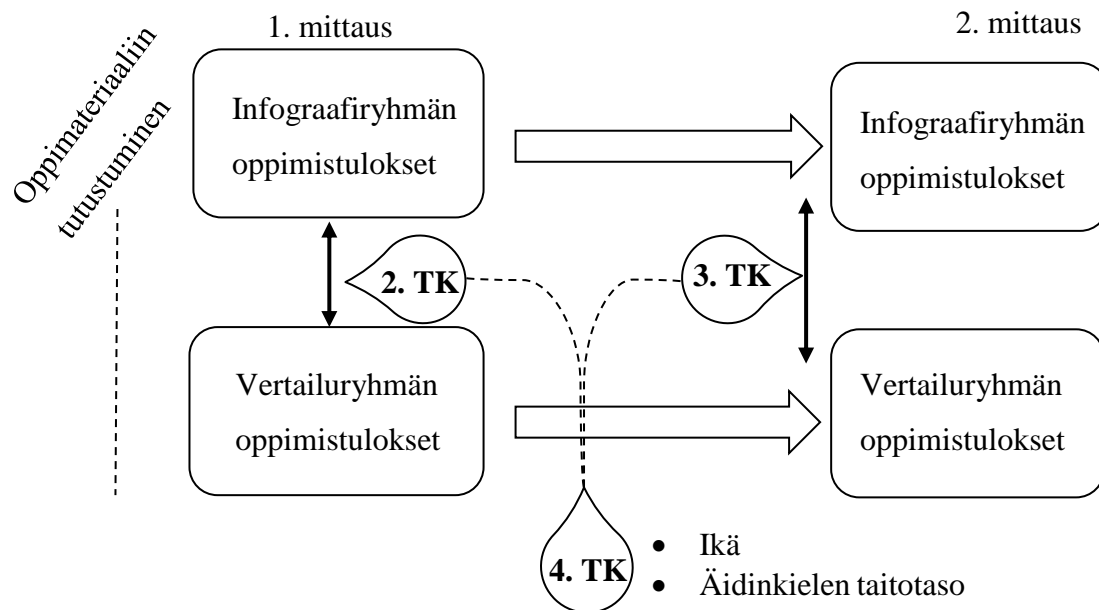 Oppimateriaaliin
tutustuminen
1. mittaus
2. mittaus
Infograafiryhmän
oppimistulokset
Infograafiryhmän
oppimistulokset
2. TK
3. TK
Vertailuryhmän
oppimistulokset
Vertailuryhmän
oppimistulokset
4. TK
• Ikä
• Äidinkielen taitotaso